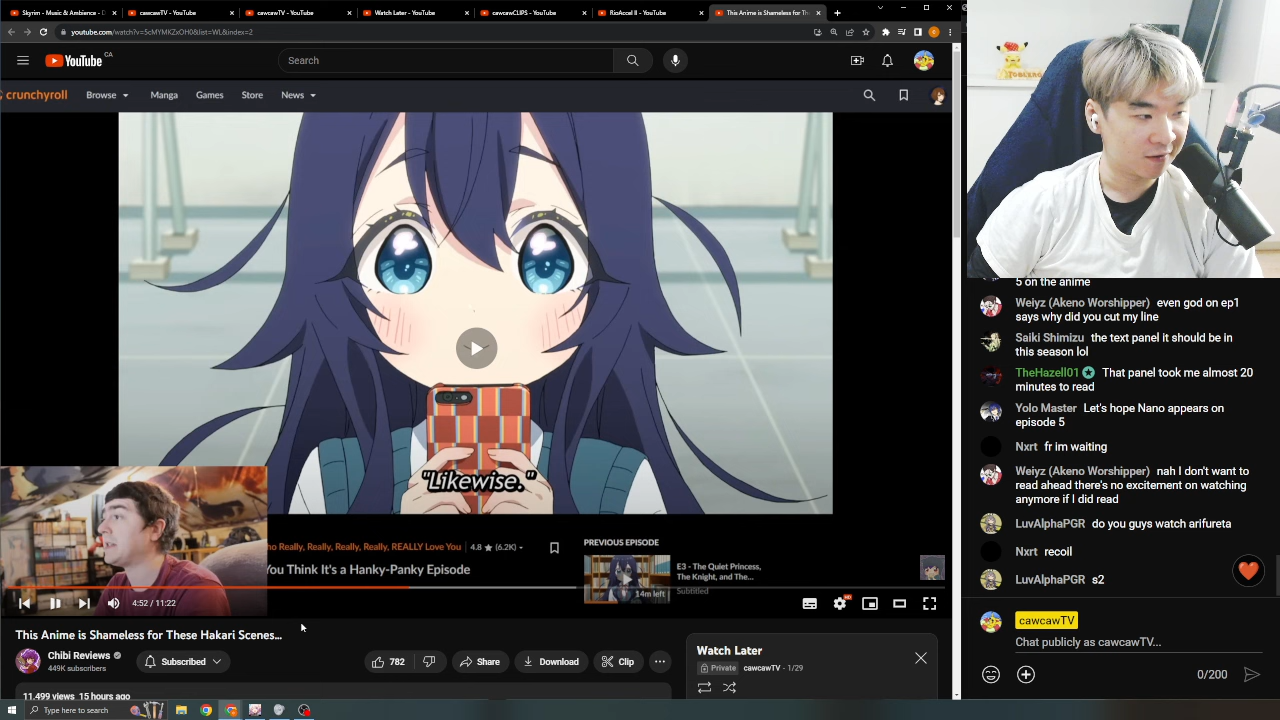 Skyrim - Music & Ambience - D
cawcawTV - YouTube
cawcawTV - YouTube
Watch Later - YouTube
cawcawCLIPS - YouTube
RioAccel II - YouTube
This Anime is Shameless for Th
youtube.com/watch?v=5cMYMKZxOH0&list=WL&index=2
YouTube CA
Search
crunchyroll
Browse
Manga
Games
Store
News
"Likewise."
ho Really, Really, Really, Really, REALLY Love You
4.8 ★ (6.2K)
You Think It's a Hanky-Panky Episode
PREVIOUS EPISODE
E3 - The Quiet Princess,
The Knight, and The...
Subtitled
14m left
4:52 / 11:22
HD
This Anime is Shameless for These Hakari Scenes...
Chibi Reviews
449K subscribers
Subscribed
782
Share
Download
Clip
11,499 views 15 hours ago
Watch Later
Private
cawcawTV - 1/29
Type here to search
5 on the anime
Weiyz (Akeno Worshipper) even god on ep1
says why did you cut my line
Saiki Shimizu the text panel it should be in
this season lol
TheHazell01 That panel took me almost 20
minutes to read
Yolo Master Let's hope Nano appears on
episode 5
Nxrt fr im waiting
Weiyz (Akeno Worshipper) nah I don't want to
read ahead there's no excitement on watching
anymore if I did read
LuvAlphaPGR do you guys watch arifureta
Nxrt recoil
LuvAlphaPGR s2
cawcawTV
Chat publicly as cawcawTV...
0/200